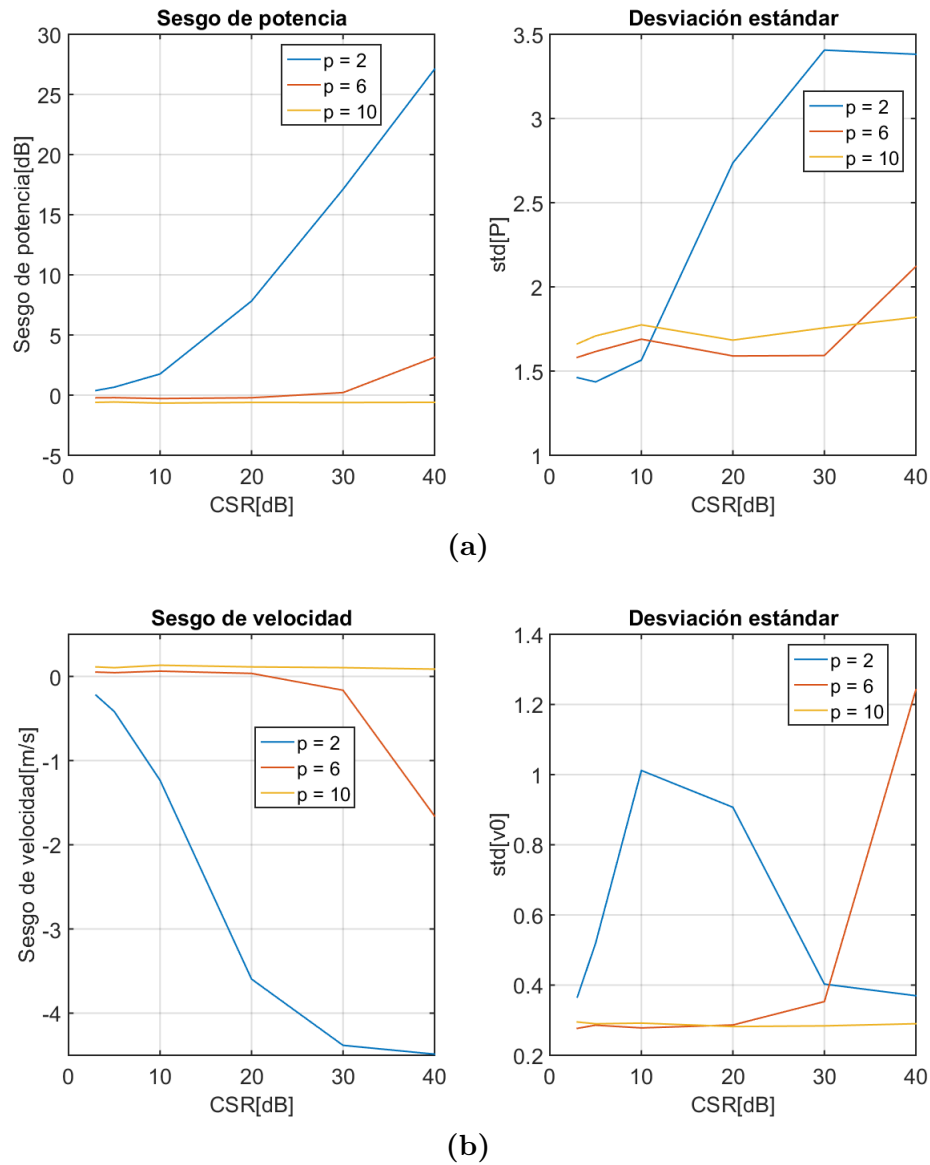 Sesgo de potencia
30
25
20
15
10
5
0
-5
Sesgo de potencia[dB]
p = 2
p = 6
p = 10
0
10
20
30
40
CSR[dB]
Desviación estándar
3.5
3
2.5
2
1.5
1
std[P]
p = 2
p = 6
p = 10
0
10
20
30
40
CSR[dB]
(a)
Sesgo de velocidad
0
-1
-2
-3
-4
Sesgo de velocidad[m/s]
p = 2
p = 6
p = 10
0
10
20
30
40
CSR[dB]
Desviación estándar
1.4
1.2
1
0.8
0.6
0.4
0.2
std[v0]
p = 2
p = 6
p = 10
0
10
20
30
40
CSR[dB]
(b)